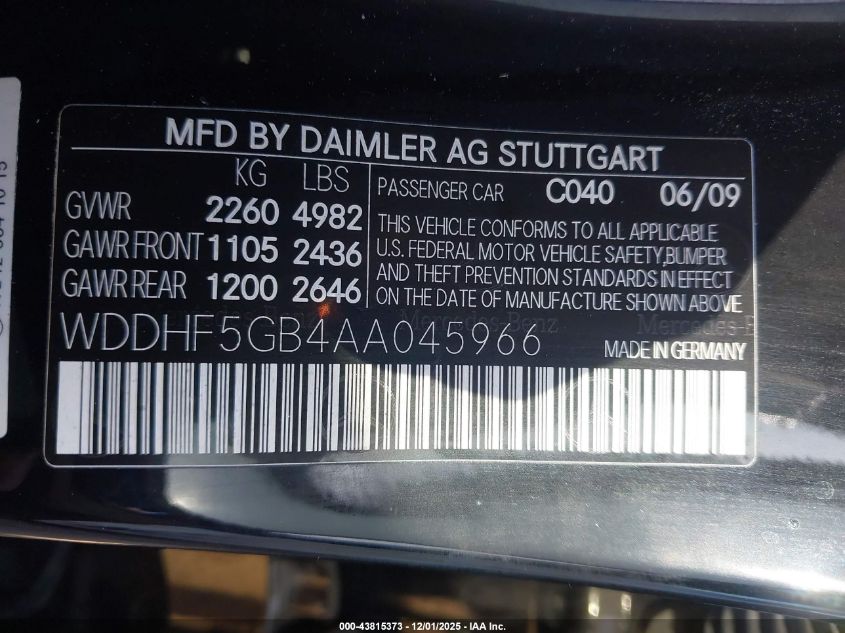 MFD BY DAIMLER AG STUTTGART
KG LBS
GVWR 2260 4982
GAWR FRONT 1105 2436
GAWR REAR 1200 2646
PASSENGER CAR C040 06/09
THIS VEHICLE CONFORMS TO ALL APPLICABLE
U.S. FEDERAL MOTOR VEHICLE SAFETY,BUMPER
AND THEFT PREVENTION STANDARDS IN EFFECT
ON THE DATE OF MANUFACTURE SHOWN ABOVE
Mercedes-Benz
WDDHF5GB4AA045966
MADE IN GERMANY
000-43815373 - 12/01/2025 - IAA Inc.